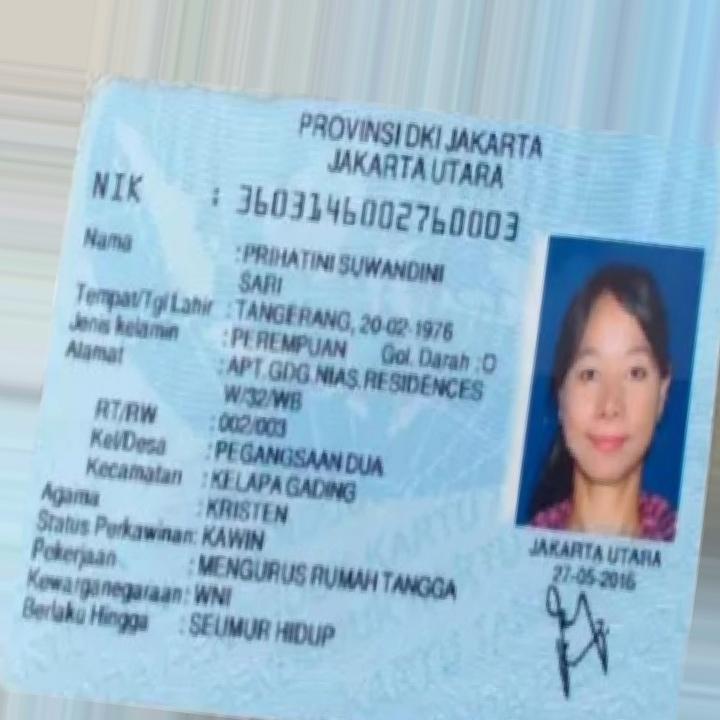 PROVINSI DKI JAKARTA
JAKARTA UTARA
NIK : 3603146002760003
Nama : PRIHATINI SUWANDINI
SARI
Tempat/Tgl Lahir : TANGERANG, 20-02-1976
Jenis kelamin : PEREMPUAN Gol. Darah : O
Alamat : APT.GDG.NIAS.RESIDENCES
W/32/WB
RT/RW : 002/003
Kel/Desa : PEGANGSAAN DUA
Kecamatan : KELAPA GADING
Agama : KRISTEN
Status Perkawinan: KAWIN
Pekerjaan : MENGURUS RUMAH TANGGA
Kewarganegaraan: WNI
Berlaku Hingga : SEUMUR HIDUP
JAKARTA UTARA
27-05-2016